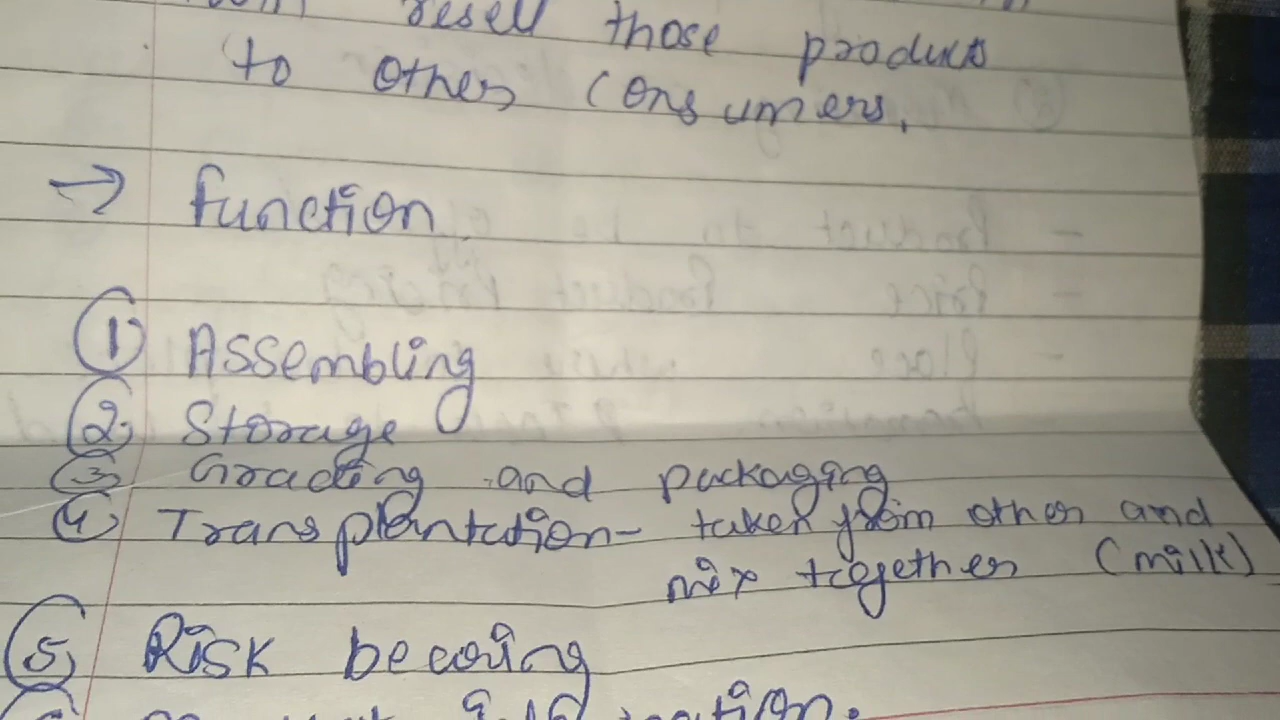 resell those products
to other consumers.
→ Function
① Assembling
② Storage
③ Grading and packaging
④ Transplantation- taken from other and
mix together (milk)
⑤ Risk bearing